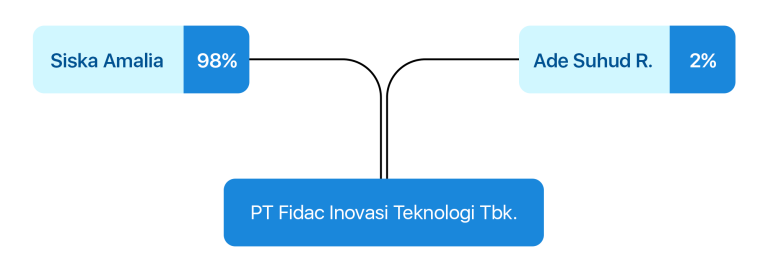 Siska Amalia 98%
Ade Suhud R. 2%
PT Fidac Inovasi Teknologi Tbk.